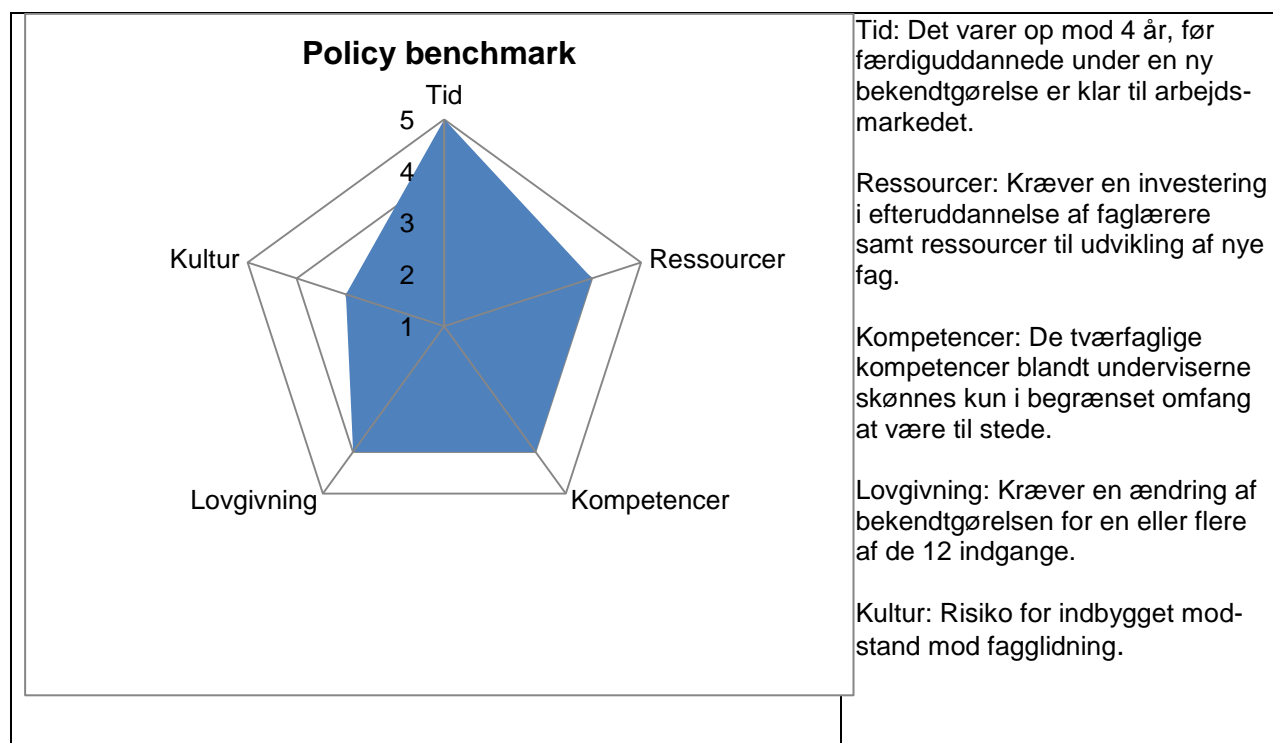 Policy benchmark
Tid
5
4
3
2
1
Kultur
Ressourcer
Lovgivning
Kompetencer
Tid: Det varer op mod 4 år, før
færdiguddannede under en ny
bekendtgørelse er klar til arbejds-
markedet.
Ressourcer: Kræver en investering
i efteruddannelse af faglærere
samt ressourcer til udvikling af nye
fag.
Kompetencer: De tværfaglige
kompetencer blandt underviserne
skønnes kun i begrænset omfang
at være til stede.
Lovgivning: Kræver en ændring af
bekendtgørelsen for en eller flere
af de 12 indgange.
Kultur: Risiko for indbygget mod-
stand mod fagglidning.